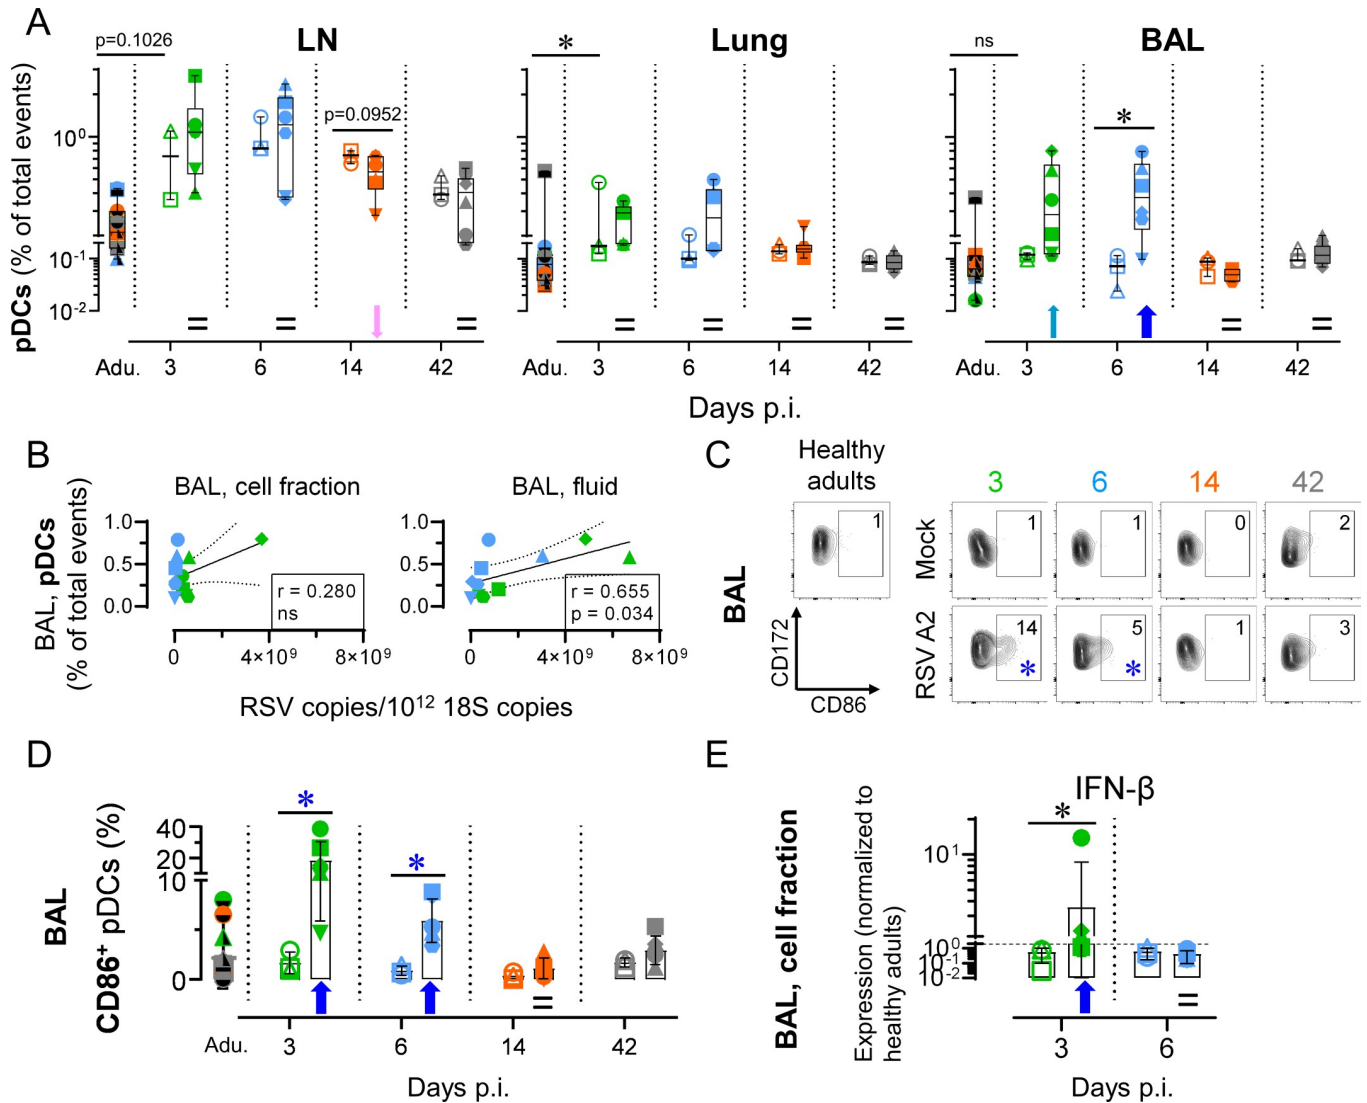 A
LN
Lung
BAL
p=0.1026
*
ns
p=0.0952
*
pDCs (% of total events)
10⁰
10⁻¹
10⁻²
=
=
=
=
=
=
=
=
=
Adu.
3
6
14
42
Adu.
3
6
14
42
Adu.
3
6
14
42
Days p.i.
B
BAL, cell fraction
BAL, fluid
BAL, pDCs
(% of total events)
1.0
0.5
0.0
r = 0.280
ns
0
4×10⁹
8×10⁹
1.0
0.5
0.0
r = 0.655
p = 0.034
0
4×10⁹
8×10⁹
RSV copies/10¹² 18S copies
C
Healthy
adults
3
6
14
42
BAL
1
CD172
CD86
Mock
1
1
0
2
RSV A2
14
*
5
*
1
3
D
BAL
CD86⁺ pDCs (%)
40
20
10
0
*
*
=
Adu.
3
6
14
42
Days p.i.
E
IFN-β
BAL, cell fraction
Expression (normalized to
healthy adults)
*
10¹
10⁰
10⁻¹
10⁻²
=
3
6
Days p.i.